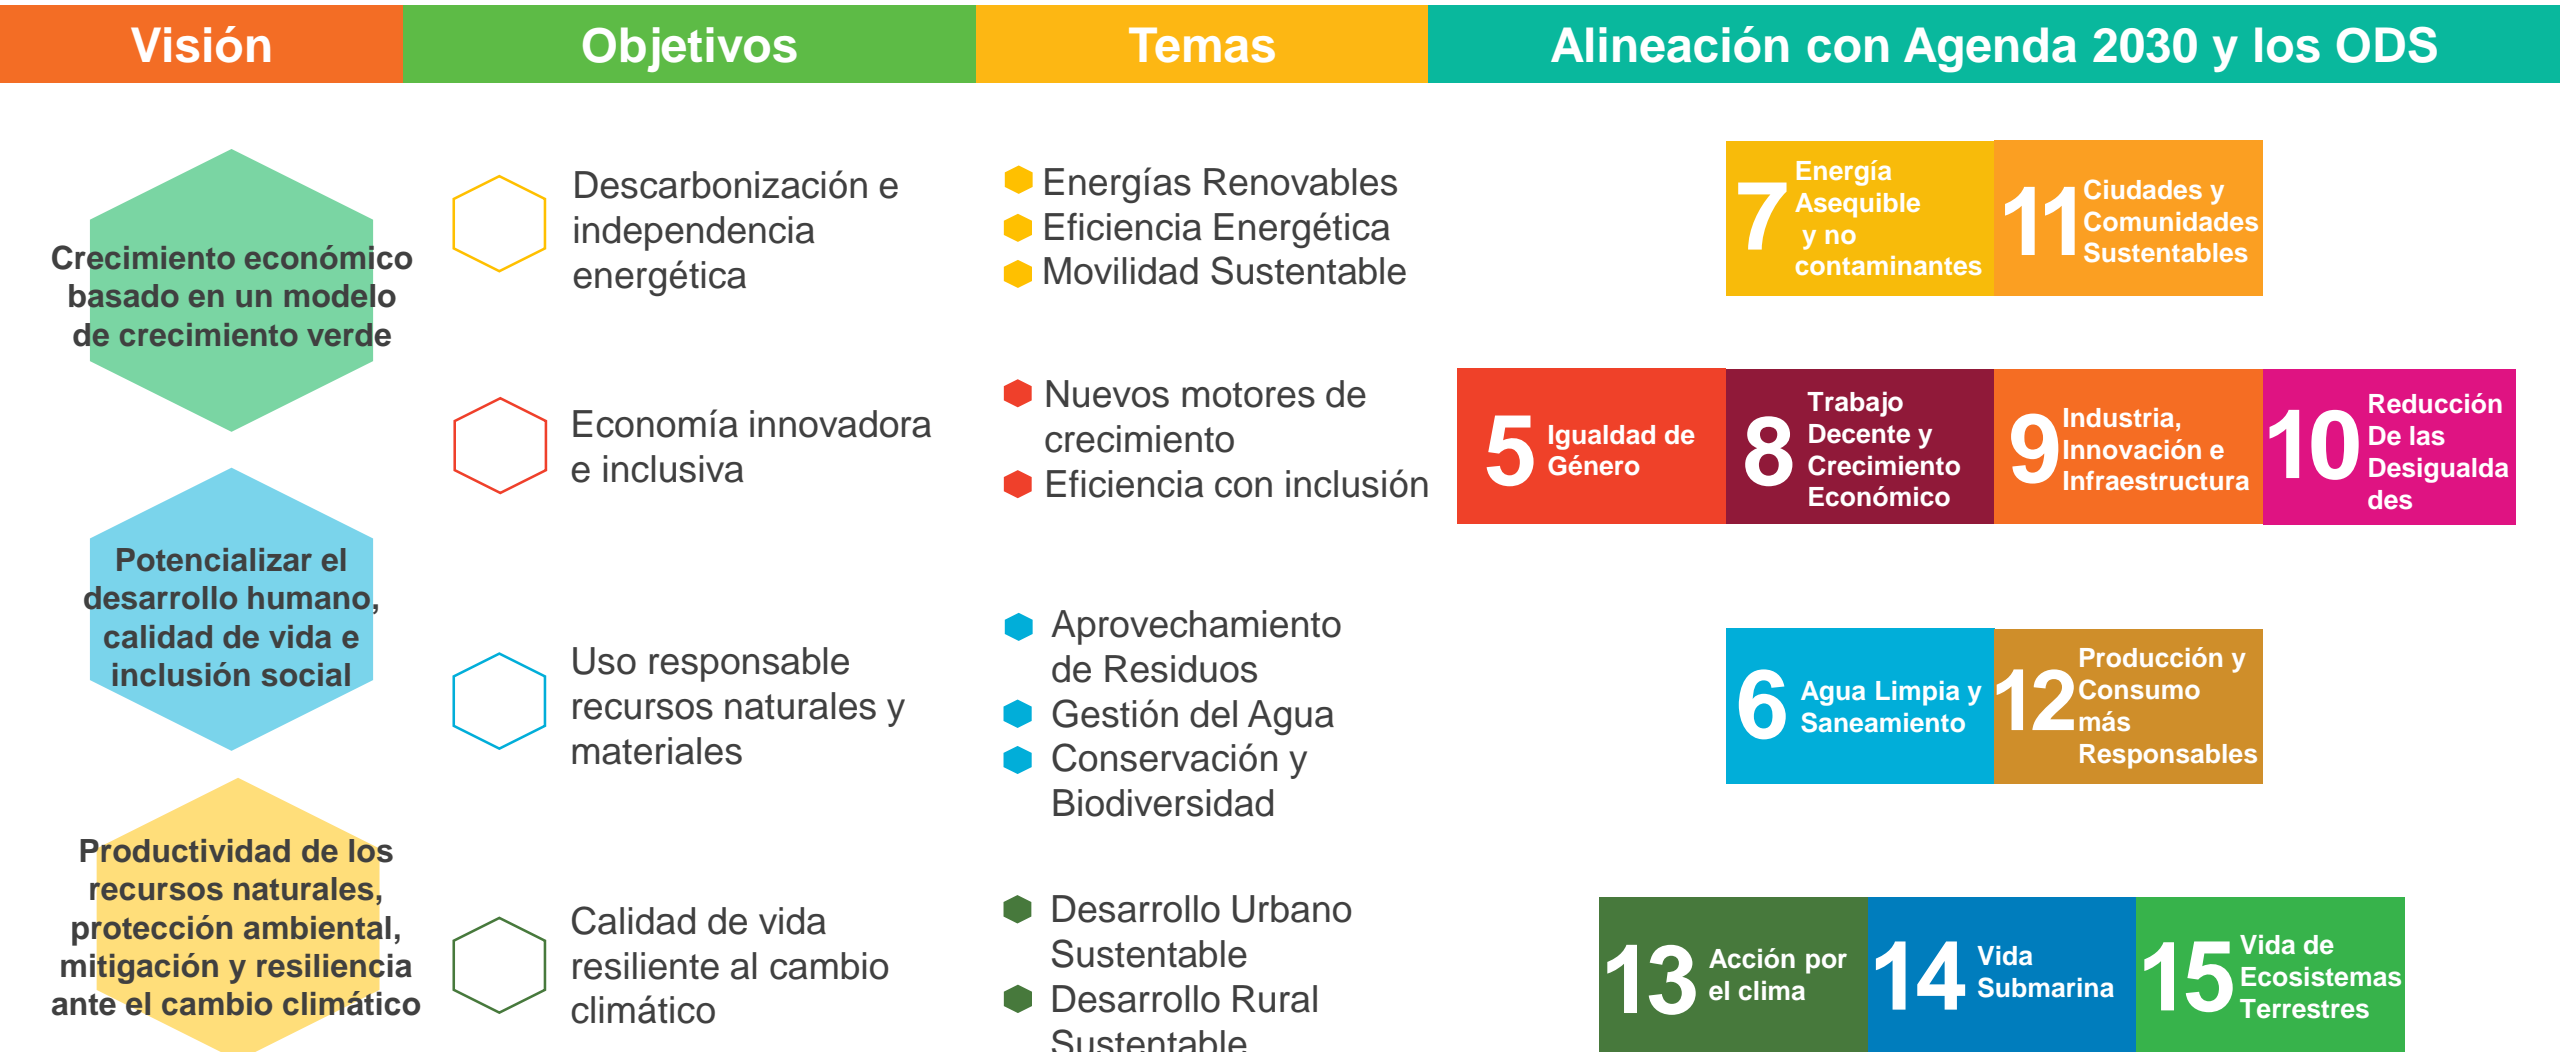 Visión
Objetivos
Temas
Alineación con Agenda 2030 y los ODS
Crecimiento económico
basado en un modelo
de crecimiento verde
Potencializar el
desarrollo humano,
calidad de vida e
inclusión social
Productividad de los
recursos naturales,
protección ambiental,
mitigación y resiliencia
ante el cambio climático
Descarbonización e
independencia
energética
Energías Renovables
Eficiencia Energética
Movilidad Sustentable
7
Energía
Asequible
y no
contaminantes
11
Ciudades y
Comunidades
Sustentables
Economía innovadora
e inclusiva
Nuevos motores de
crecimiento
Eficiencia con inclusión
5
Igualdad de
Género
8
Trabajo
Decente y
Crecimiento
Económico
9
Industria,
Innovación e
Infraestructura
10
Reducción
De las
Desigualda
des
Uso responsable
recursos naturales y
materiales
Aprovechamiento
de Residuos
Gestión del Agua
Conservación y
Biodiversidad
6
Agua Limpia y
Saneamiento
12
Producción y
Consumo
más
Responsables
Calidad de vida
resiliente al cambio
climático
Desarrollo Urbano
Sustentable
Desarrollo Rural
Sustentable
13
Acción por
el clima
14
Vida
Submarina
15
Vida de
Ecosistemas
Terrestres